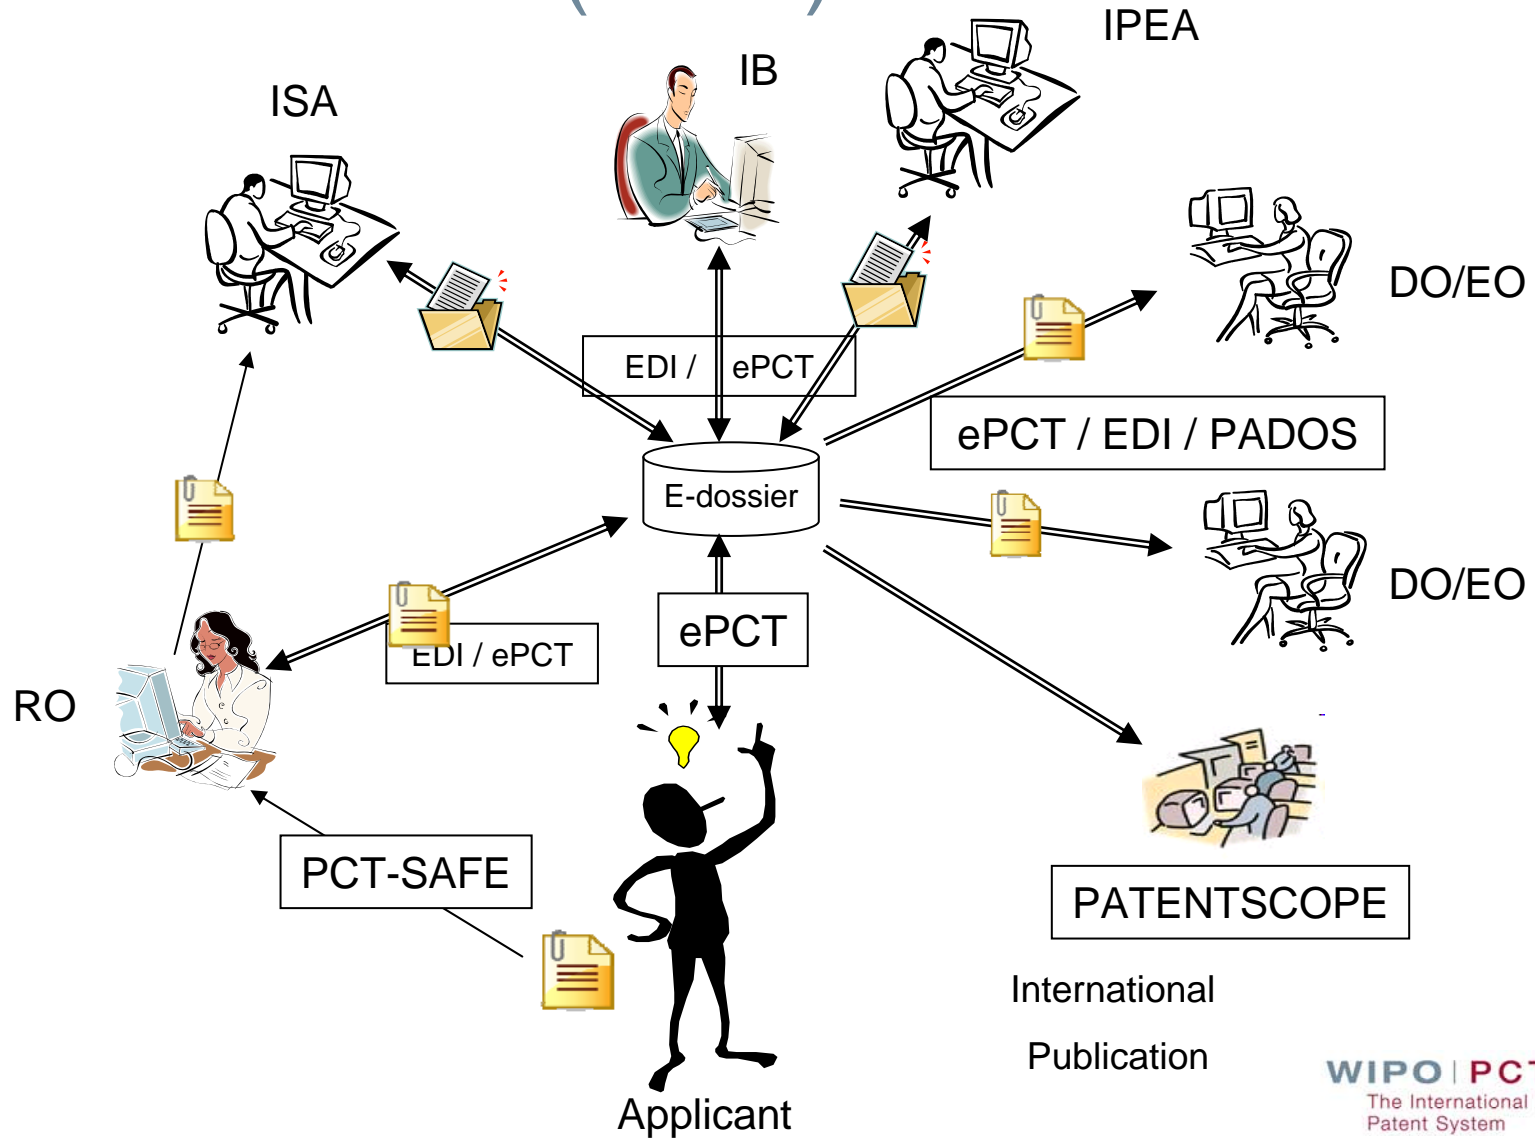 IPEA
IB
ISA
DO/EO
EDI / ePCT
ePCT / EDI / PADOS
E-dossier
DO/EO
ePCT
EDI / ePCT
RO
PCT-SAFE
PATENTSCOPE
International
Publication
Applicant
WIPO | PCT
The International
Patent System